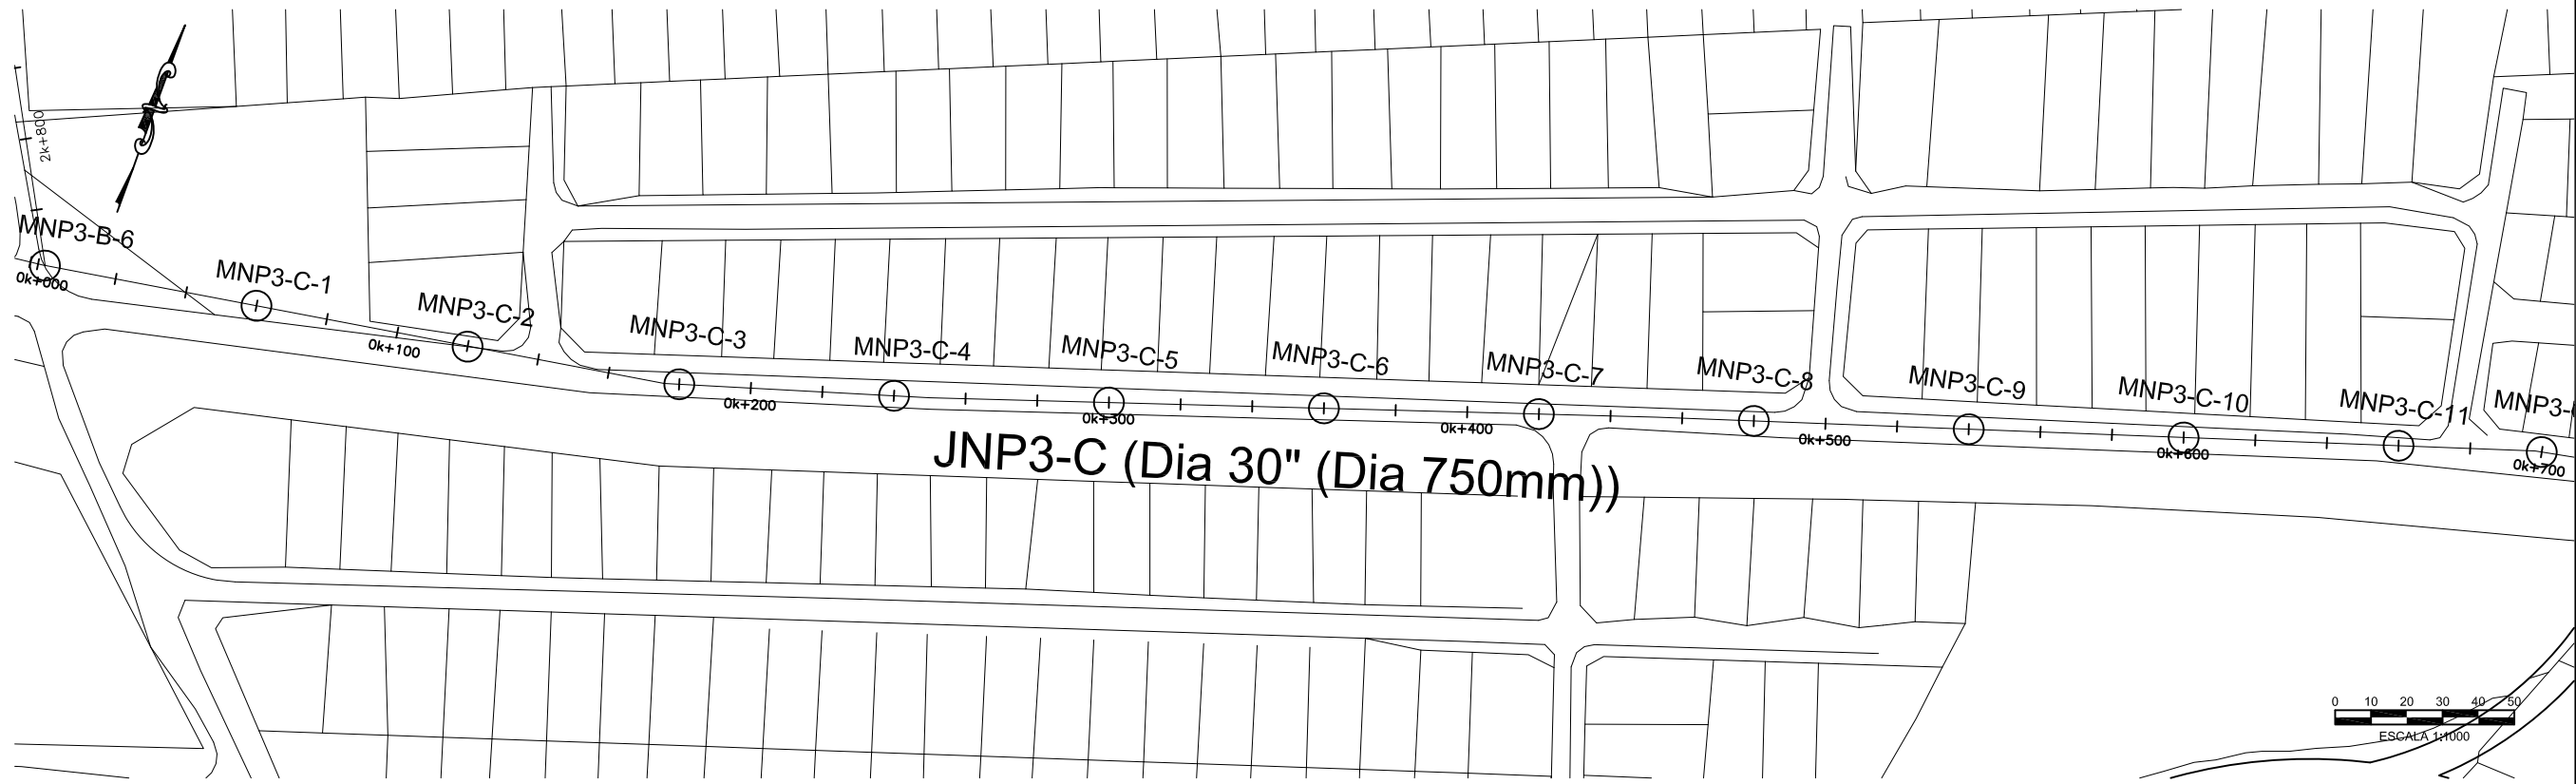 2k+800
MNP3-B-6
0k+000
MNP3-C-1
MNP3-C-2
0k+100
MNP3-C-3
0k+200
MNP3-C-4
MNP3-C-5
0k+300
MNP3-C-6
0k+400
MNP3-C-7
MNP3-C-8
0k+500
MNP3-C-9
MNP3-C-10
0k+600
MNP3-C-11
0k+700
JNP3-C (Dia 30" (Dia 750mm))
0 10 20 30 40 50
ESCALA 1:1000